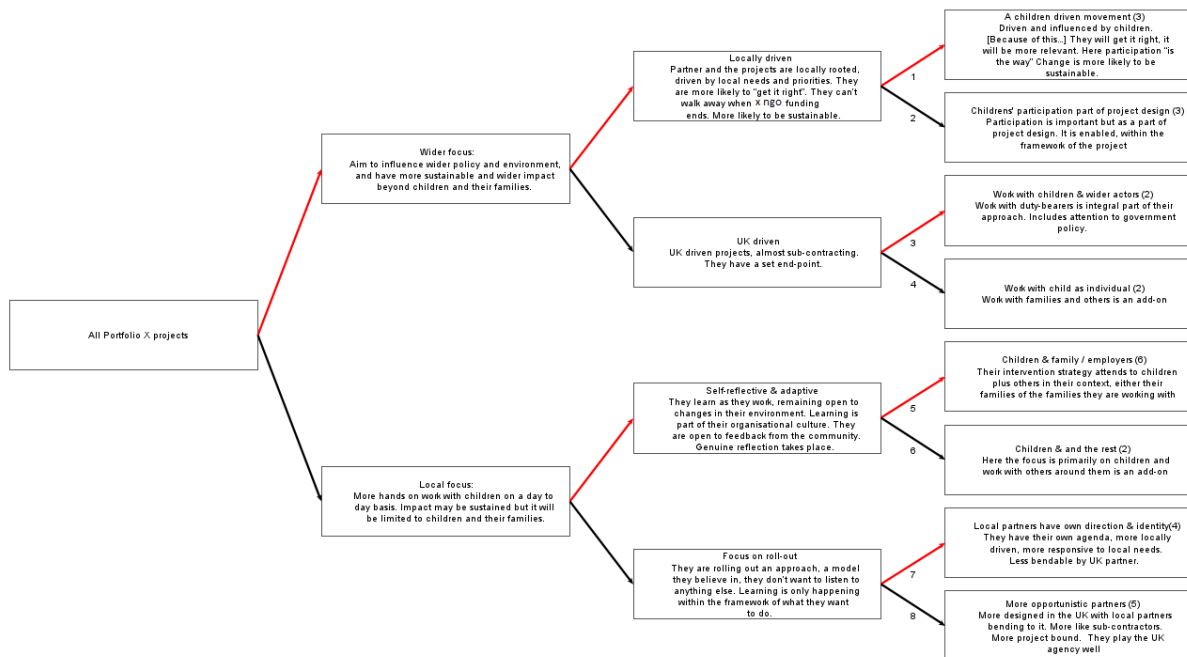 All Portfolio X projects
Wider focus:
Aim to influence wider policy and environment,
and have more sustainable and wider impact
beyond children and their families.
Local focus:
More hands on work with children on a day to
day basis. Impact may be sustained but it will
be limited to children and their families.
Locally driven
Partner and the projects are locally rooted,
driven by local needs and priorities. They
are more likely to "get it right". They can't
walk away when x ngo funding
ends. More likely to be sustainable.
UK driven
UK driven projects, almost sub-contracting.
They have a set end-point.
Self-reflective & adaptive
They learn as they work, remaining open to
changes in their environment. Learning is
part of their organisational culture. They
are open to feedback from the community.
Genuine reflection takes place.
Focus on roll-out
They are rolling out an approach, a model
they believe in, they don't want to listen to
anything else. Learning is only happening
within the framework of what they want
to do.
1
A children driven movement (3)
Driven and influenced by children.
[Because of this...] They will get it right, it
will be more relevant. Here participation "is
the way" Change is more likely to be
sustainable.
2
Childrens' participation part of project design (3)
Participation is important but as a part of
project design. It is enabled, within the
framework of the project
3
Work with children & wider actors (2)
Work with duty-bearers is integral part of their
approach. Includes attention to government
policy.
4
Work with child as individual (2)
Work with families and others is an add-on
5
Children & family / employers (6)
Their intervention strategy attends to children
plus others in their context, either their
families of the families they are working with
6
Children & and the rest (2)
Here the focus is primarily on children and
work with others around them is an add-on
7
Local partners have own direction & identity(4)
They have their own agenda, more locally
driven, more responsive to local needs.
Less bendable by UK partner.
8
More opportunistic partners (5)
More designed in the UK with local partners
bending to it. More like sub-contractors.
More project bound. They play the UK
agency well